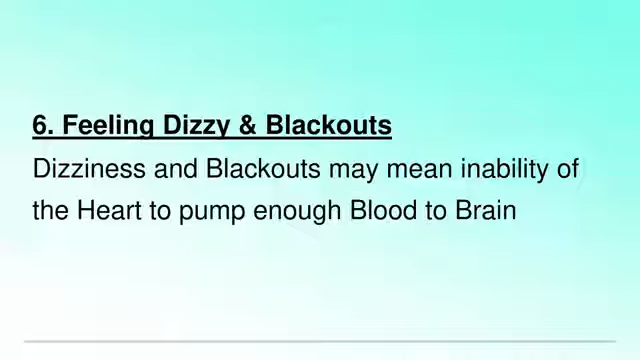 6. Feeling Dizzy & Blackouts
Dizziness and Blackouts may mean inability of
the Heart to pump enough Blood to Brain